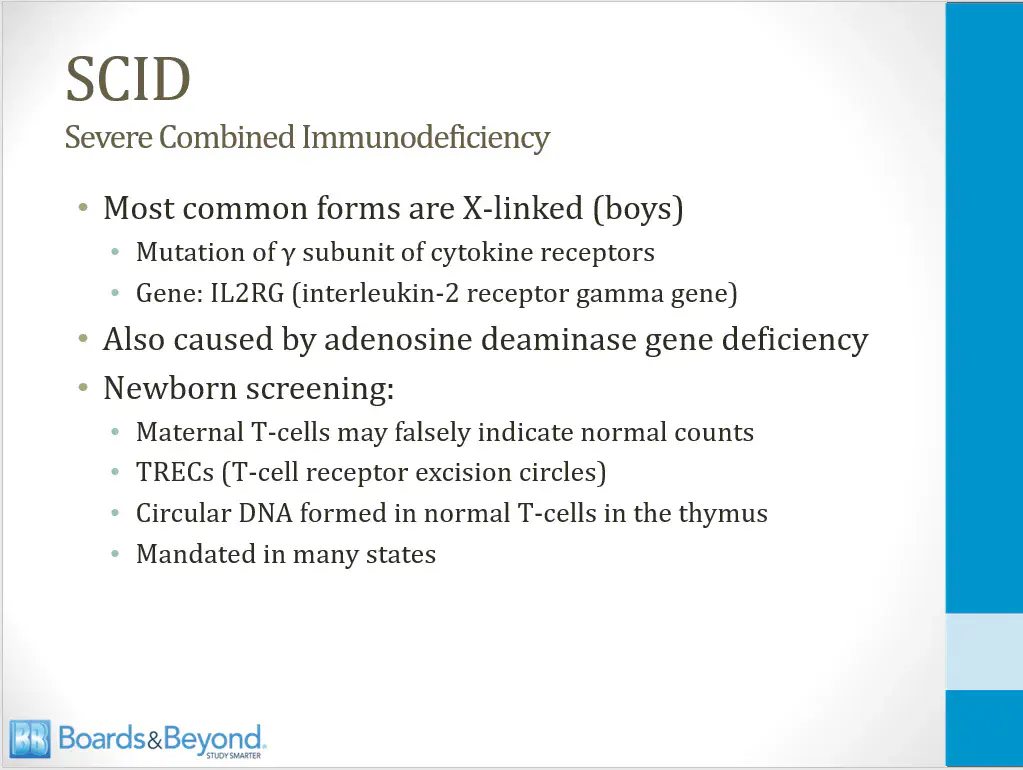 SCID
Severe Combined Immunodeficiency
• Most common forms are X-linked (boys)
• Mutation of γ subunit of cytokine receptors
• Gene: IL2RG (interleukin-2 receptor gamma gene)
• Also caused by adenosine deaminase gene deficiency
• Newborn screening:
• Maternal T-cells may falsely indicate normal counts
• TRECs (T-cell receptor excision circles)
• Circular DNA formed in normal T-cells in the thymus
• Mandated in many states
BB Boards&Beyond.
STUDY SMARTER